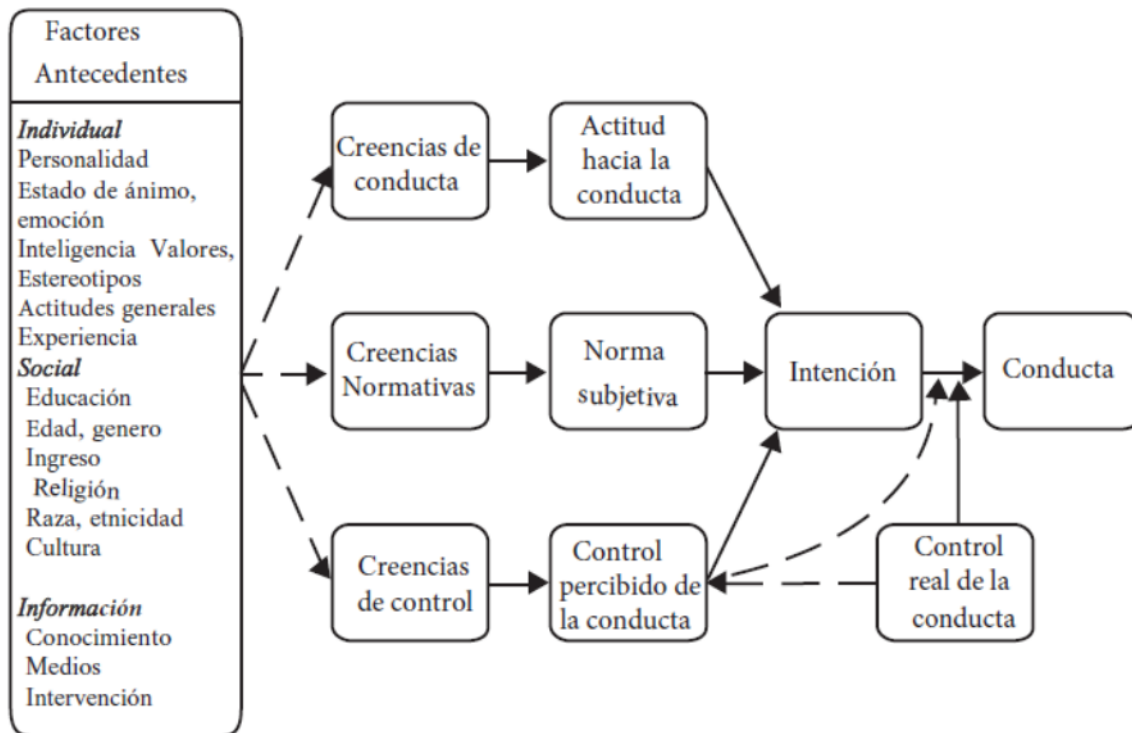 Factores
Antecedentes
Individual
Personalidad
Estado de ánimo,
emoción
Inteligencia Valores,
Estereotipos
Actitudes generales
Experiencia
Social
Educación
Edad, genero
Ingreso
Religión
Raza, etnicidad
Cultura
Información
Conocimiento
Medios
Intervención
Creencias de
conducta
Actitud
hacia la
conducta
Creencias
Normativas
Norma
subjetiva
Intención
Conducta
Creencias
de control
Control
percibido de
la conducta
Control
real de la
conducta